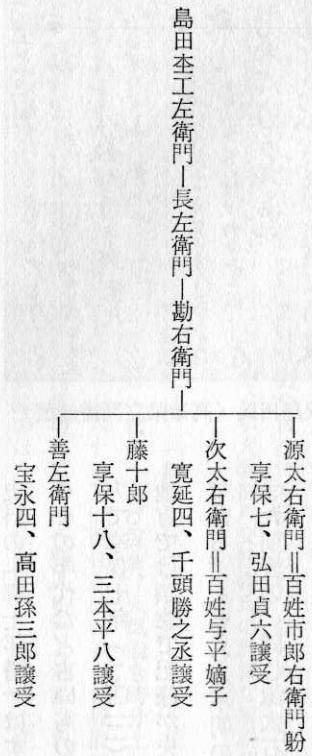 島田杢工左衛門―長左衛門―勘右衛門―
―源太右衛門＝百姓市郎右衛門躮
享保七、弘田貞六譲受
―次太右衛門＝百姓与平嫡子
寛延四、千頭勝之丞譲受
―藤十郎
享保十八、三本平八譲受
―善左衛門
宝永四、高田孫三郎譲受